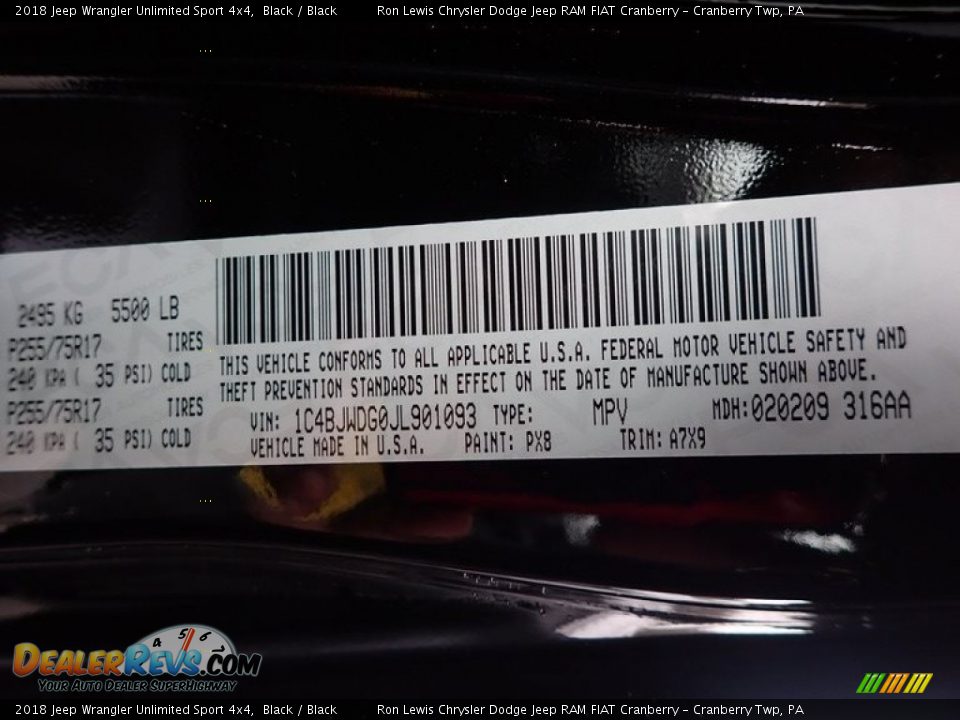 2018 Jeep Wrangler Unlimited Sport 4x4, Black / Black Ron Lewis Chrysler Dodge Jeep RAM FIAT Cranberry - Cranberry Twp, PA
...
...
2495 KG 5500 LB
P255/75R17 TIRES
240 KPA ( 35 PSI) COLD
P255/75R17 TIRES
240 KPA ( 35 PSI) COLD
...
THIS VEHICLE CONFORMS TO ALL APPLICABLE U.S.A. FEDERAL MOTOR VEHICLE SAFETY AND
THEFT PREVENTION STANDARDS IN EFFECT ON THE DATE OF MANUFACTURE SHOWN ABOVE.
VIN: 1C4BJWDG0JL901093 TYPE: MPV MDH:020209 316AA
VEHICLE MADE IN U.S.A. PAINT: PX8 TRIM: A7X9
...
4 5 6
DEALERREVS.COM
Your Auto Dealer SuperHighway
2018 Jeep Wrangler Unlimited Sport 4x4, Black / Black Ron Lewis Chrysler Dodge Jeep RAM FIAT Cranberry - Cranberry Twp, PA